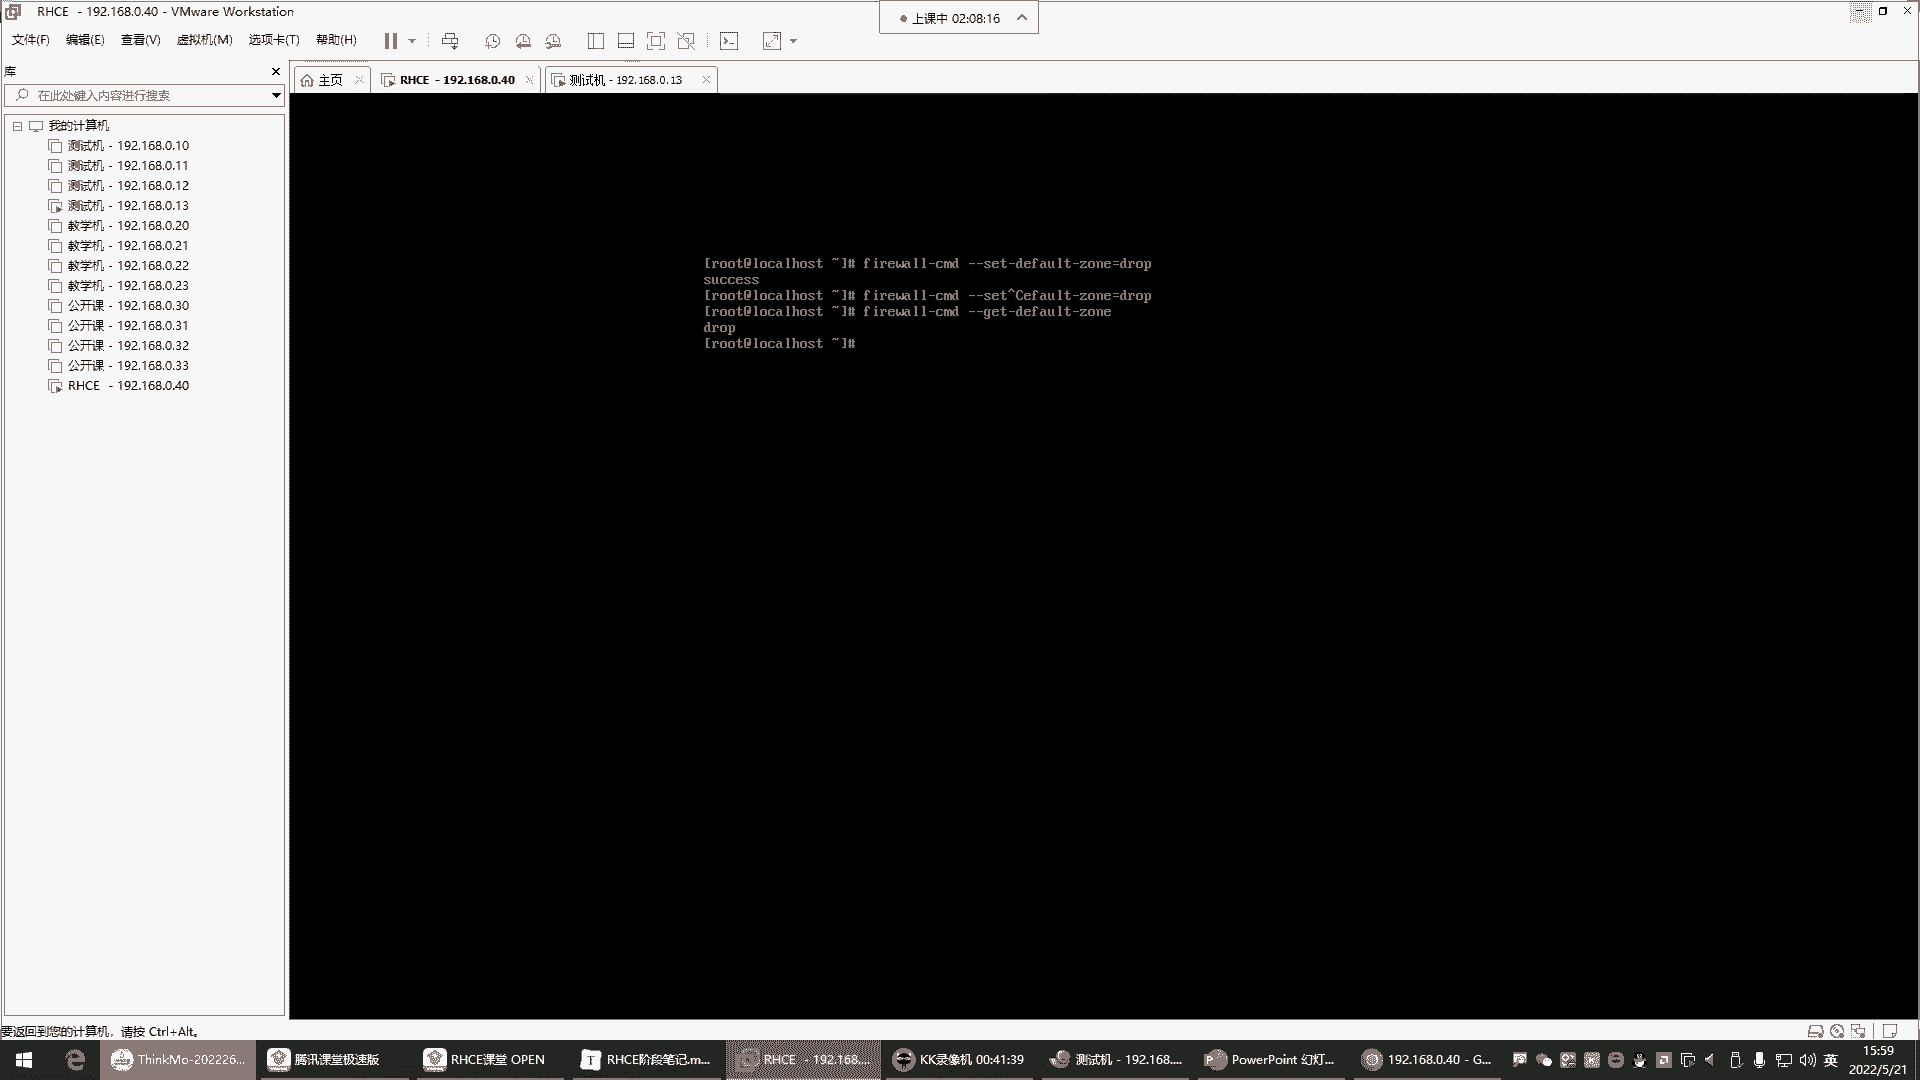 RHCE - 192.168.0.40 - VMware Workstation
上课中 02:08:16
文件(F) 编辑(E) 查看(V) 虚拟机(M) 选项卡(T) 帮助(H)
库
主页
RHCE - 192.168.0.40
测试机 - 192.168.0.13
在此处键入内容进行搜索
我的计算机
测试机 - 192.168.0.10
测试机 - 192.168.0.11
测试机 - 192.168.0.12
测试机 - 192.168.0.13
教学机 - 192.168.0.20
教学机 - 192.168.0.21
教学机 - 192.168.0.22
教学机 - 192.168.0.23
公开课 - 192.168.0.30
公开课 - 192.168.0.31
公开课 - 192.168.0.32
公开课 - 192.168.0.33
RHCE - 192.168.0.40
[root@localhost ~]# firewall-cmd --set-default-zone=drop
success
[root@localhost ~]# firewall-cmd --set^Cefault-zone=drop
[root@localhost ~]# firewall-cmd --get-default-zone
drop
[root@localhost ~]#
要返回到您的计算机，请按 Ctrl+Alt。
ThinkMo-202226...
腾讯课堂极速版
RHCE课堂 OPEN
RHCE阶段笔记.m...
RHCE - 192.168....
KK录像机 00:41:39
测试机 - 192.168....
PowerPoint 幻灯...
192.168.0.40 - G...
英
15:59
2022/5/21